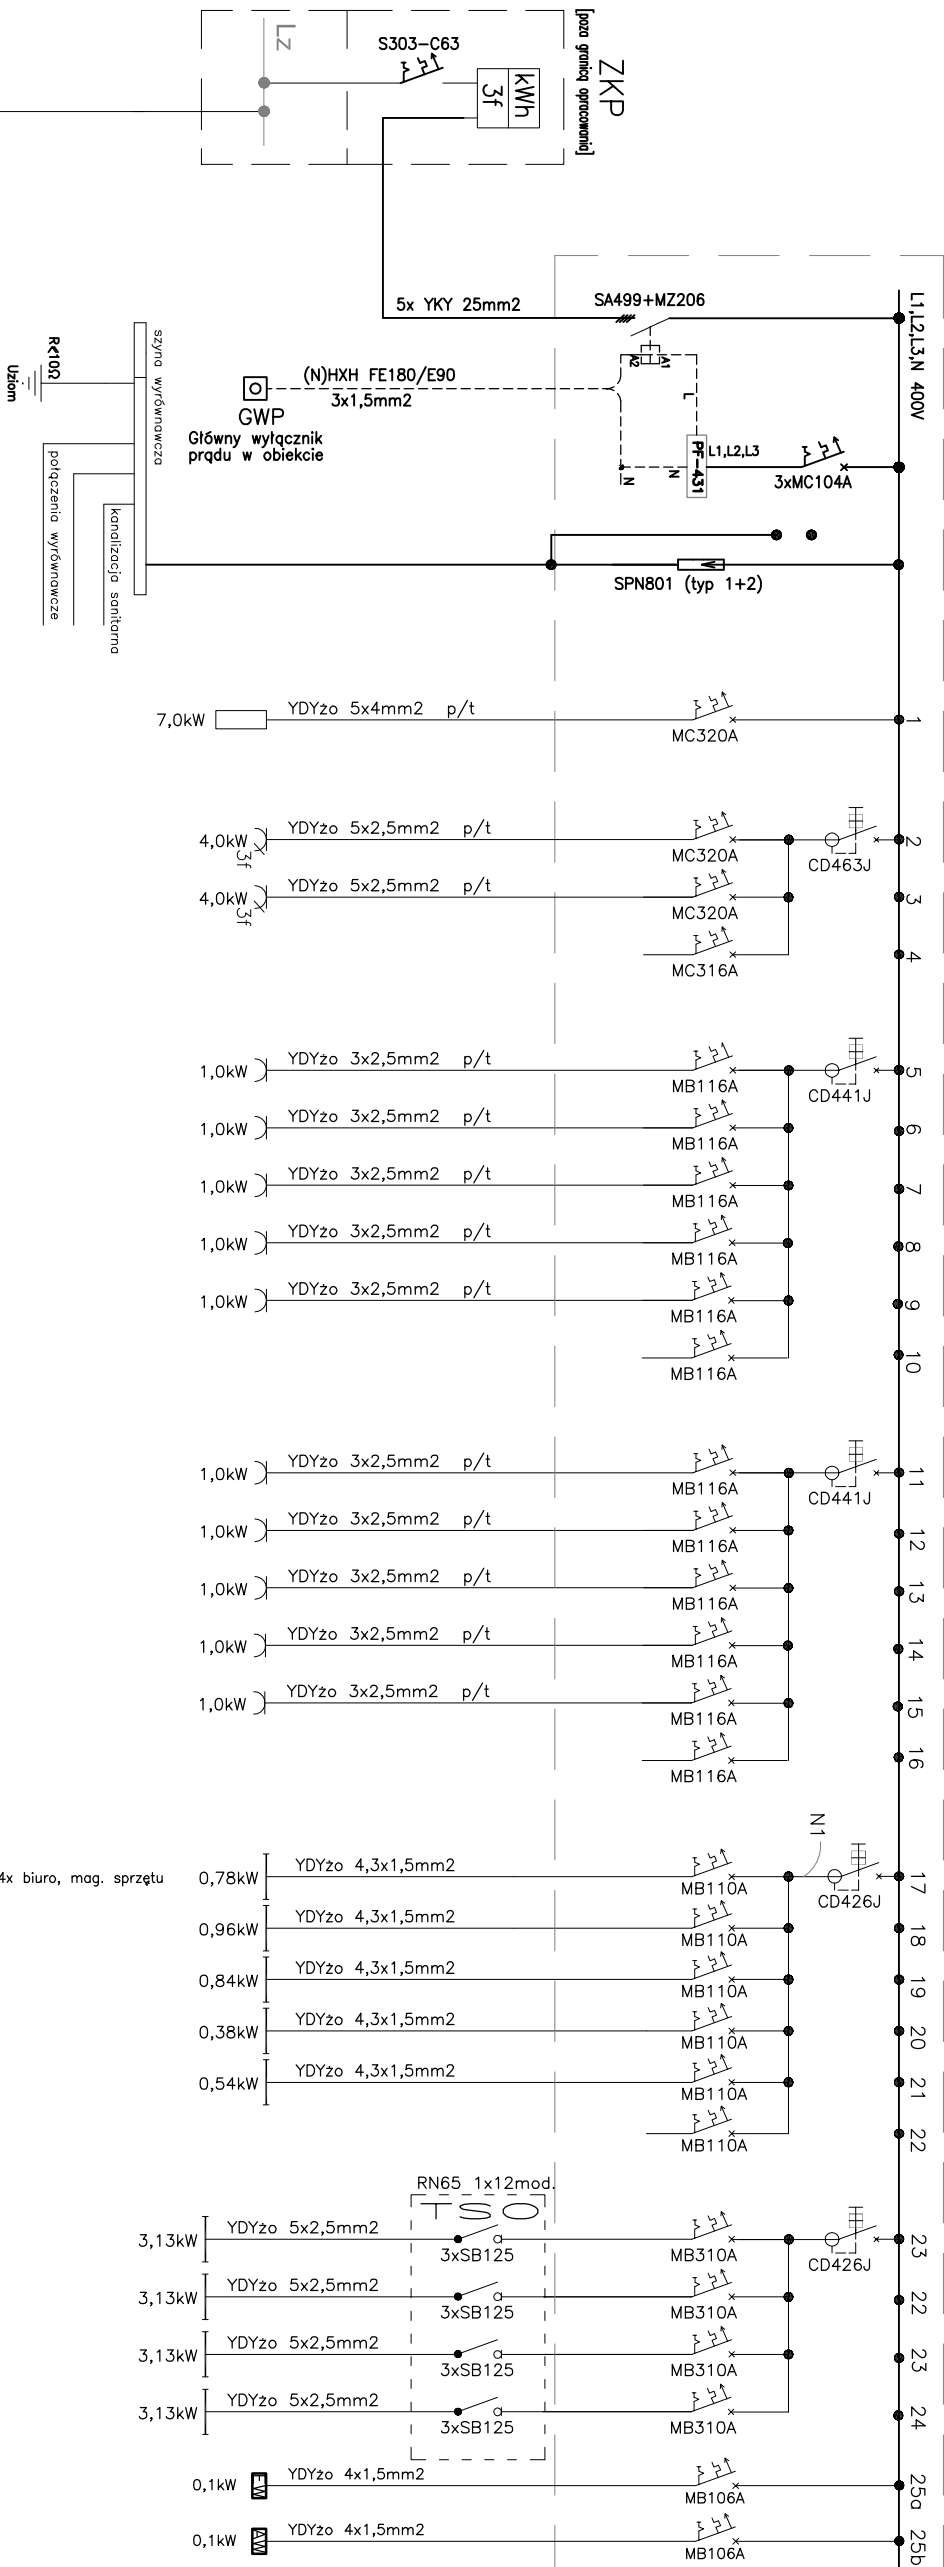 ZKP
[poza granicą opracowania]
Lz
S303-C63
kWh
3f
L1,L2,L3,N 400V
5x YKY 25mm2
SA499+MZ206
A1
A2
(N)HXH FE180/E90
3x1,5mm2
GWP
Główny wyłącznik
prądu w obiekcie
L
PF-431
L1,L2,L3
3xMC104A
N
N
SPN801 (typ 1+2)
szyna wyrównawcza
R<10Ω
Uziom
połączenia wyrównawcze
kanalizacja sanitarna
7,0kW YDYżo 5x4mm2 p/t MC320A 1
4,0kW 3f YDYżo 5x2,5mm2 p/t MC320A CD463J 2
4,0kW 3f YDYżo 5x2,5mm2 p/t MC320A 3
MC316A 4
1,0kW YDYżo 3x2,5mm2 p/t MB116A CD441J 5
1,0kW YDYżo 3x2,5mm2 p/t MB116A 6
1,0kW YDYżo 3x2,5mm2 p/t MB116A 7
1,0kW YDYżo 3x2,5mm2 p/t MB116A 8
1,0kW YDYżo 3x2,5mm2 p/t MB116A 9
MB116A 10
1,0kW YDYżo 3x2,5mm2 p/t MB116A CD441J 11
1,0kW YDYżo 3x2,5mm2 p/t MB116A 12
1,0kW YDYżo 3x2,5mm2 p/t MB116A 13
1,0kW YDYżo 3x2,5mm2 p/t MB116A 14
1,0kW YDYżo 3x2,5mm2 p/t MB116A 15
MB116A 16
N1
4x biuro, mag. sprzętu 0,78kW YDYżo 4,3x1,5mm2 MB110A CD426J 17
0,96kW YDYżo 4,3x1,5mm2 MB110A 18
0,84kW YDYżo 4,3x1,5mm2 MB110A 19
0,38kW YDYżo 4,3x1,5mm2 MB110A 20
0,54kW YDYżo 4,3x1,5mm2 MB110A 21
MB110A 22
RN65 1x12mod.
TSO
3,13kW YDYżo 5x2,5mm2 3xSB125 MB310A CD426J 23
3,13kW YDYżo 5x2,5mm2 3xSB125 MB310A 22
3,13kW YDYżo 5x2,5mm2 3xSB125 MB310A 23
3,13kW YDYżo 5x2,5mm2 3xSB125 MB310A 24
0,1kW YDYżo 4x1,5mm2 MB106A 25a
0,1kW AW YDYżo 4x1,5mm2 MB106A 25b